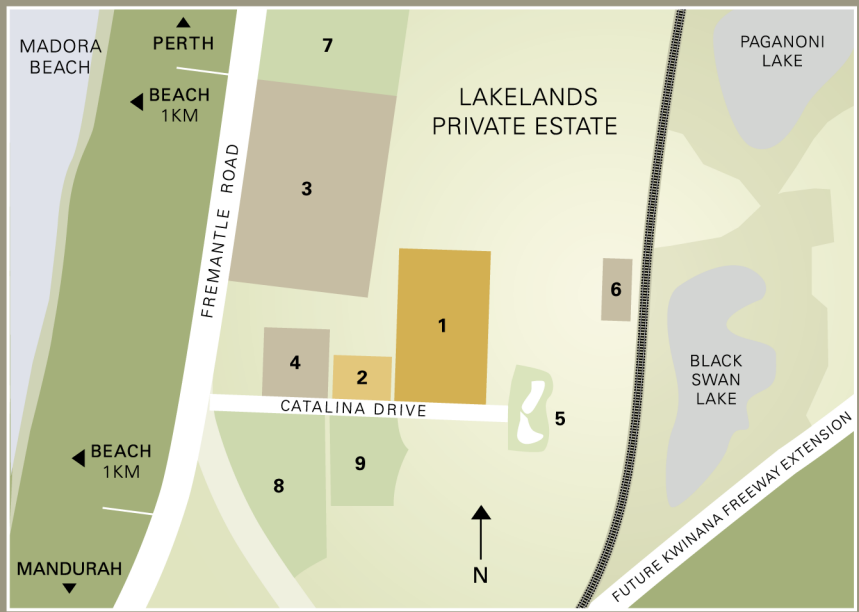 MADORA
BEACH
PERTH
BEACH
1KM
7
LAKELANDS
PRIVATE ESTATE
PAGANONI
LAKE
FREMANTLE ROAD
3
1
6
4
2
BLACK
SWAN
LAKE
CATALINA DRIVE
5
BEACH
1KM
8
9
N
MANDURAH
FUTURE KWINANA FREEWAY EXTENSION